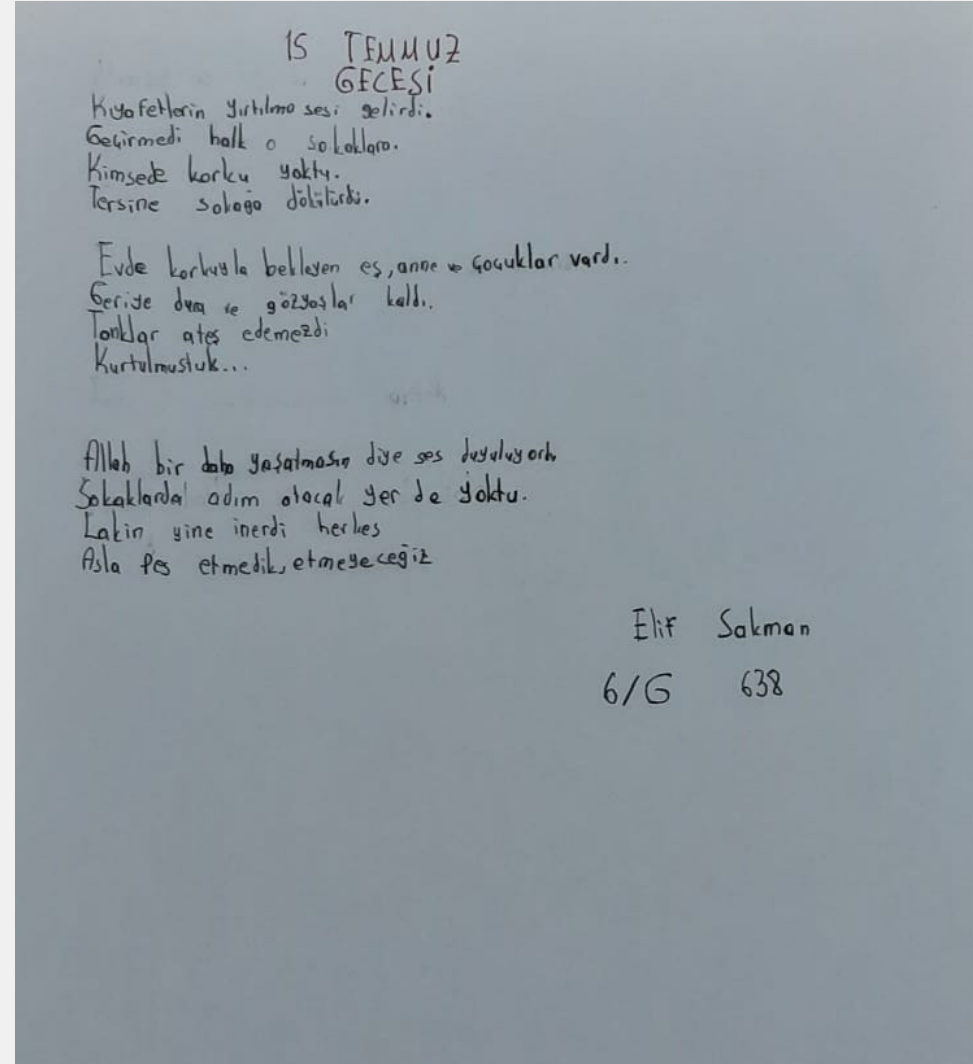 15 TEMMUZ
GECESİ
Kıyafetlerin yırtılma sesi gelirdi.
Geçirmedi halk o sokaklara.
Kimsede korku yoktu.
Tersine sokağa dökülürdü.
Evde korkuyla bekleyen eş, anne ve çocuklar vardı.
Geriye dua ve gözyaşlar kaldı.
Tanklar ateş edemezdi
Kurtulmuştuk...
Allah bir daha yaşatmasın diye ses duyuluyordu
Sokaklarda adım atacak yer de yoktu.
Lakin yine inerdi herkes
Asla pes etmedik, etmeyeceğiz
Elif Sakman
6/G 638